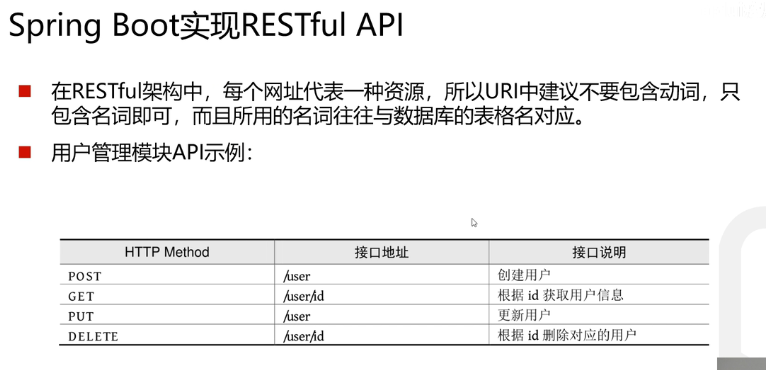 Spring Boot实现RESTful API
在RESTful架构中，每个网址代表一种资源，所以URI中建议不要包含动词，只
包含名词即可，而且所用的名词往往与数据库的表格名对应。
用户管理模块API示例：
HTTP Method 接口地址 接口说明
POST /user 创建用户
GET /user/id 根据 id 获取用户信息
PUT /user 更新用户
DELETE /user/id 根据 id 删除对应的用户